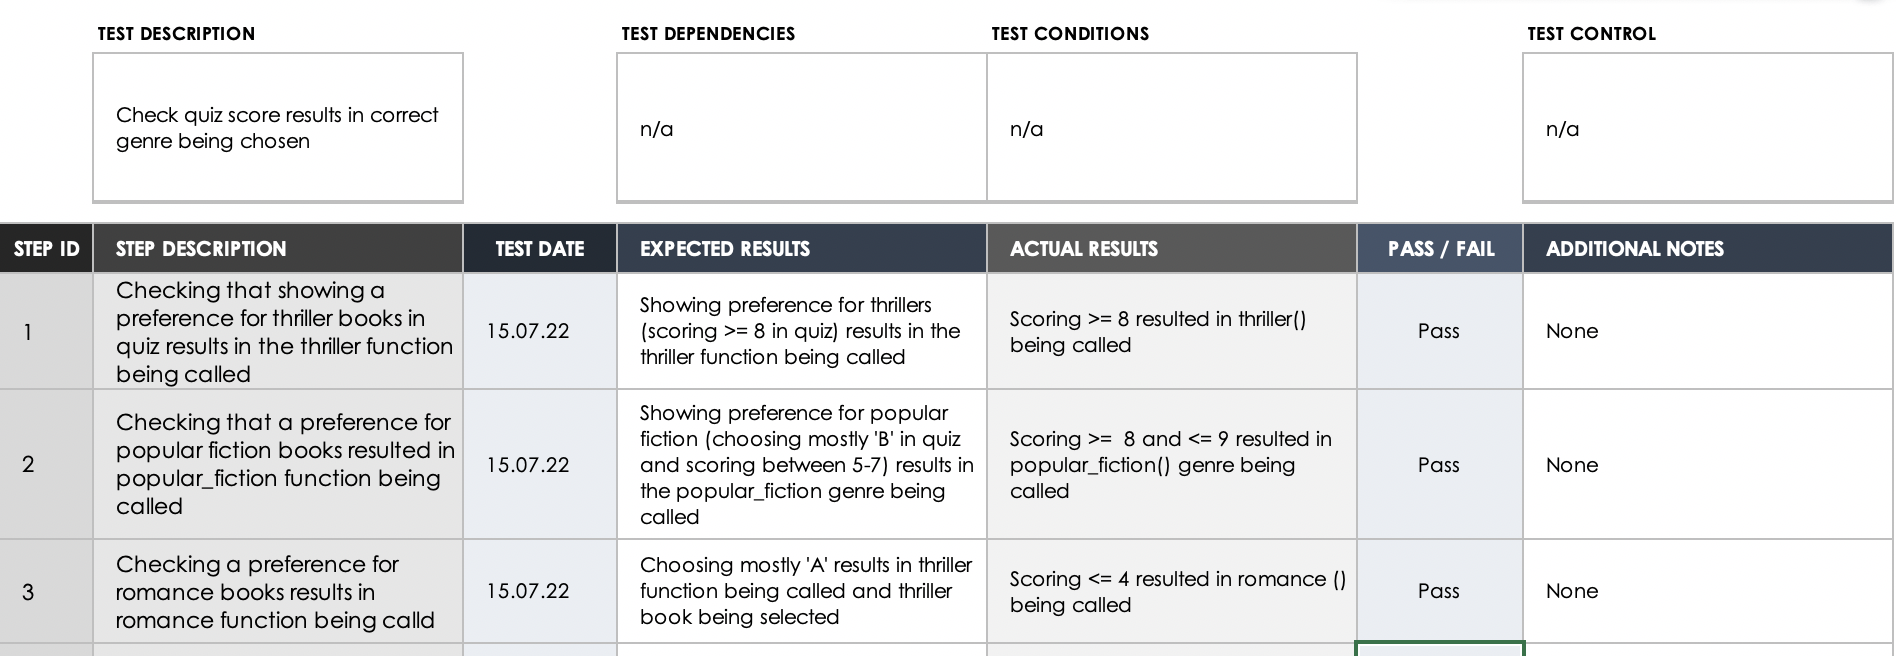 TEST DESCRIPTION
TEST DEPENDENCIES
TEST CONDITIONS
TEST CONTROL
Check quiz score results in correct
genre being chosen
n/a
n/a
n/a
STEP ID
STEP DESCRIPTION
TEST DATE
EXPECTED RESULTS
ACTUAL RESULTS
PASS / FAIL
ADDITIONAL NOTES
1
Checking that showing a
preference for thriller books in
quiz results in the thriller function
being called
15.07.22
Showing preference for thrillers
(scoring >= 8 in quiz) results in the
thriller function being called
Scoring >= 8 resulted in thriller()
being called
Pass
None
2
Checking that a preference for
popular fiction books resulted in
popular_fiction function being
called
15.07.22
Showing preference for popular
fiction (choosing mostly 'B' in quiz
and scoring between 5-7) results in
the popular_fiction genre being
called
Scoring >=  8 and <= 9 resulted in
popular_fiction() genre being
called
Pass
None
3
Checking a preference for
romance books results in
romance function being calld
15.07.22
Choosing mostly 'A' results in thriller
function being called and thriller
book being selected
Scoring <= 4 resulted in romance ()
being called
Pass
None